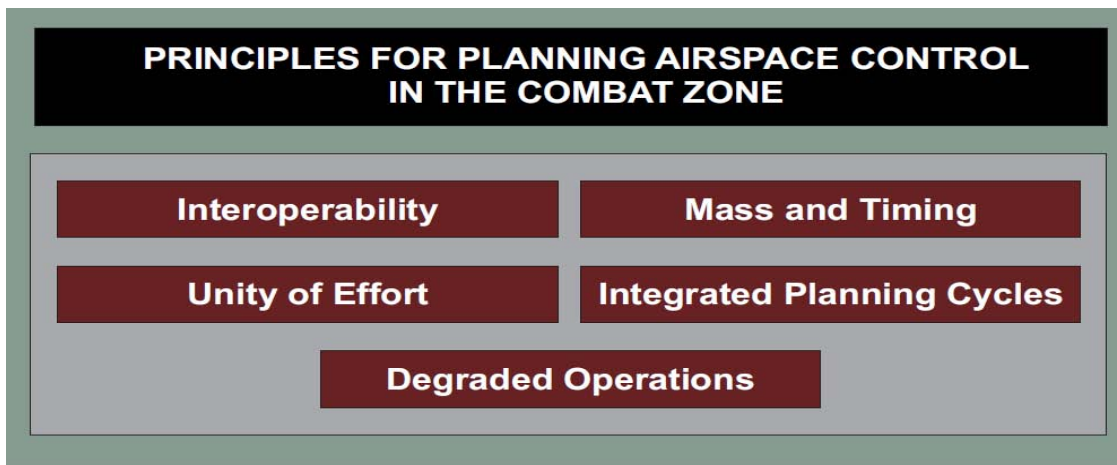 PRINCIPLES FOR PLANNING AIRSPACE CONTROL
IN THE COMBAT ZONE
Interoperability
Mass and Timing
Unity of Effort
Integrated Planning Cycles
Degraded Operations